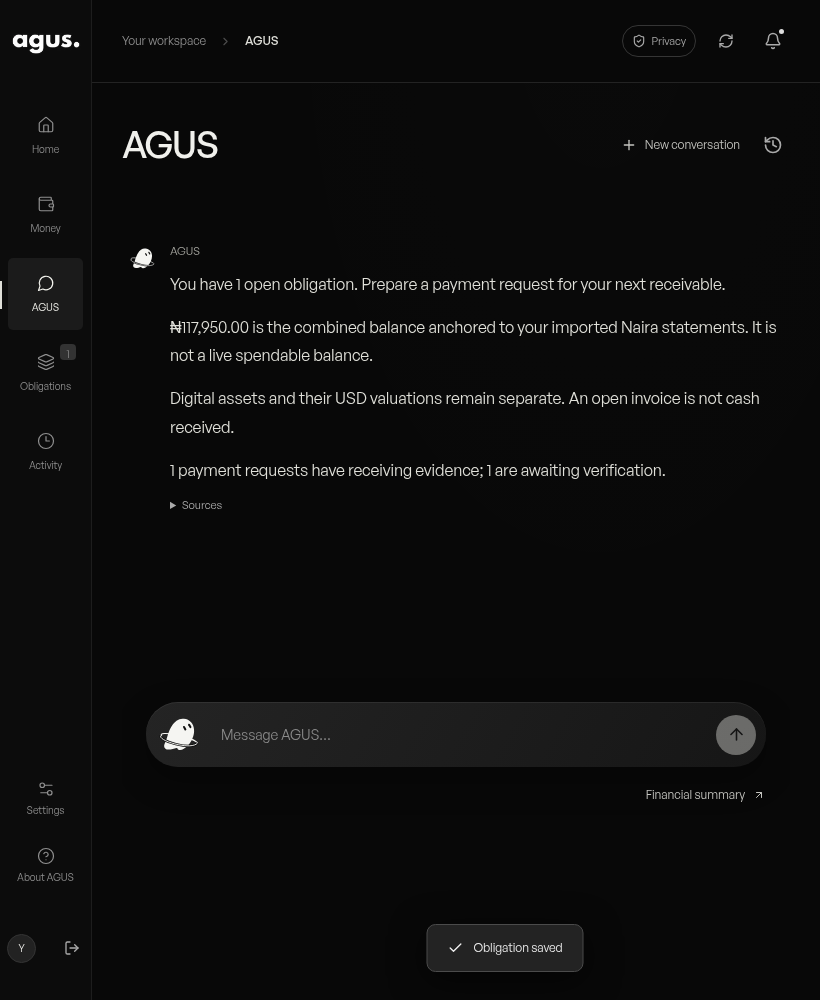 agus.
Your workspace > AGUS
Privacy
Home
Money
AGUS
1
Obligations
Activity
Settings
About AGUS
Y
AGUS
New conversation
AGUS
You have 1 open obligation. Prepare a payment request for your next receivable.
₦117,950.00 is the combined balance anchored to your imported Naira statements. It is
not a live spendable balance.
Digital assets and their USD valuations remain separate. An open invoice is not cash
received.
1 payment requests have receiving evidence; 1 are awaiting verification.
Sources
Message AGUS...
Financial summary
Obligation saved